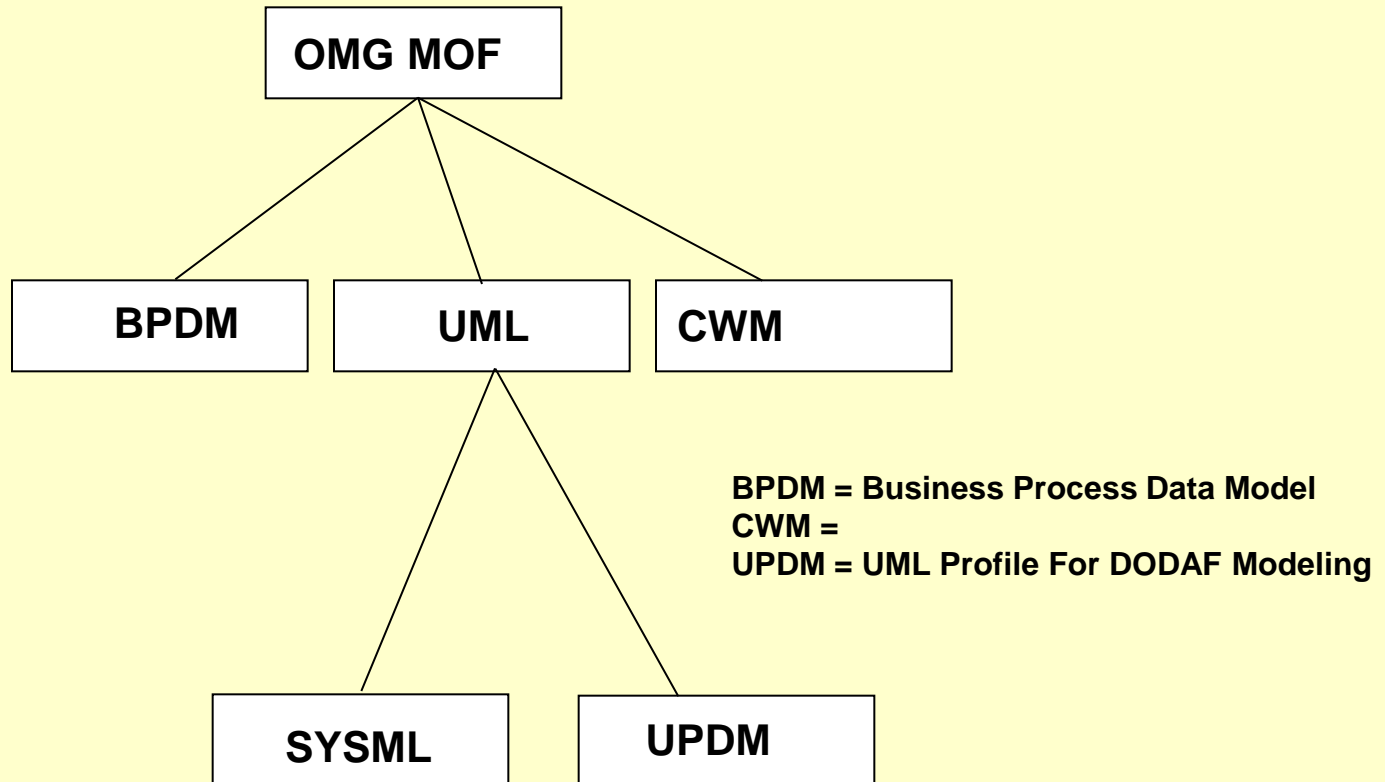 OMG MOF
BPDM
UML
CWM
BPDM = Business Process Data Model
CWM =
UPDM = UML Profile For DODAF Modeling
SYSML
UPDM